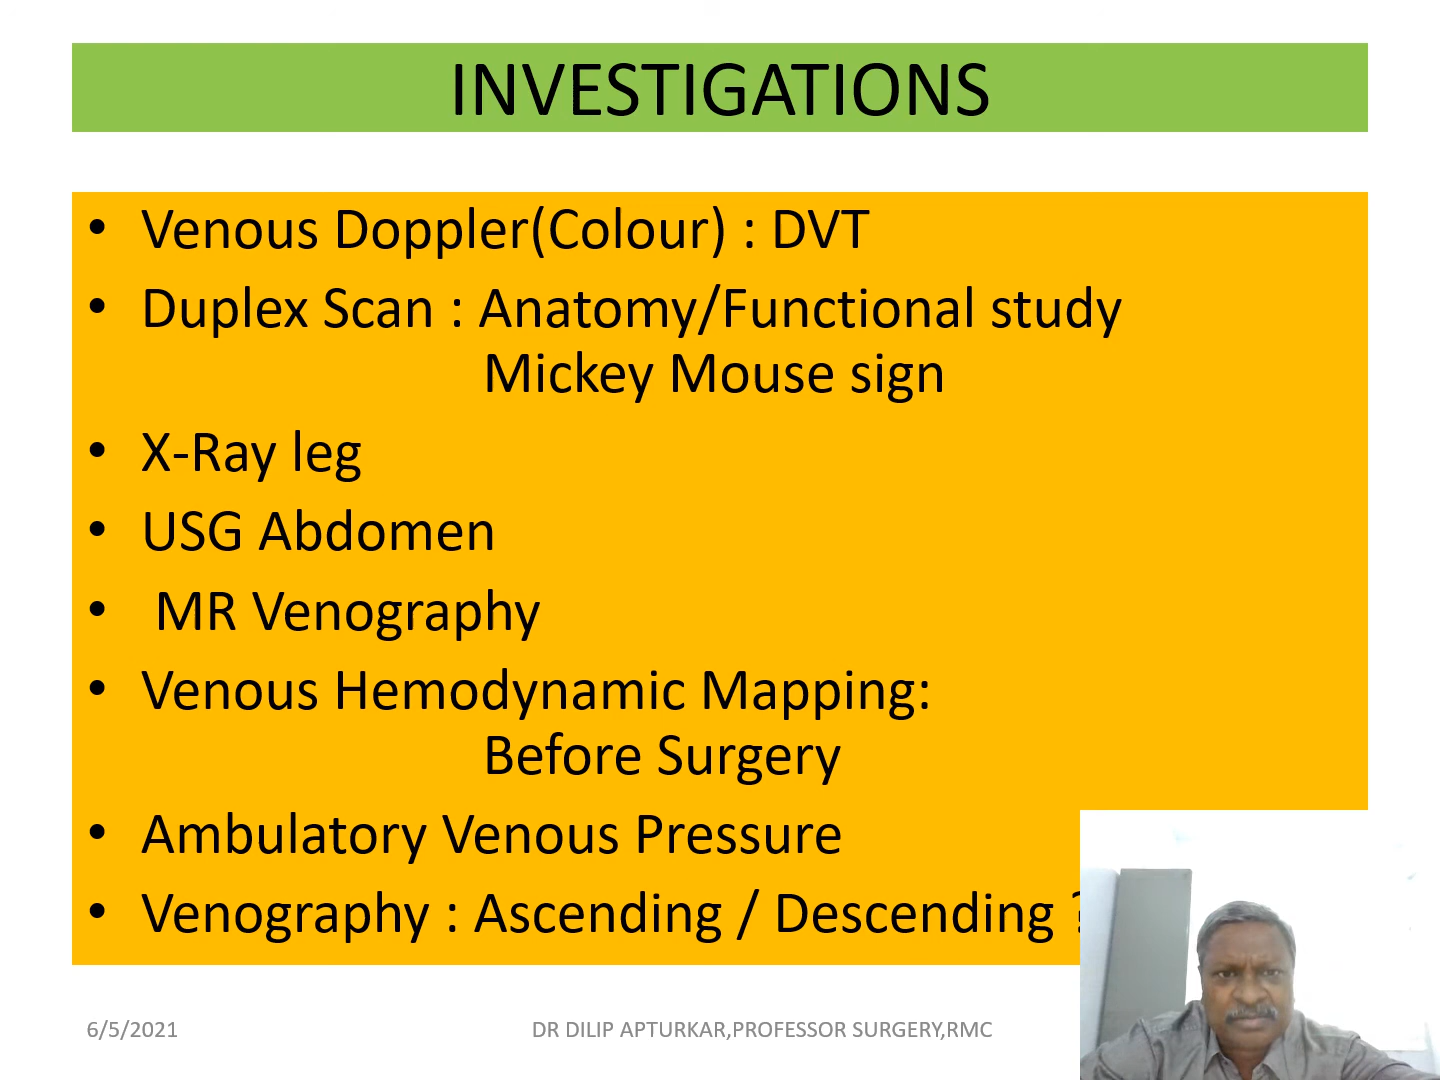 INVESTIGATIONS
• Venous Doppler(Colour) : DVT
• Duplex Scan : Anatomy/Functional study
Mickey Mouse sign
• X-Ray leg
• USG Abdomen
• MR Venography
• Venous Hemodynamic Mapping:
Before Surgery
• Ambulatory Venous Pressure
• Venography : Ascending / Descending ?
6/5/2021
DR DILIP APTURKAR,PROFESSOR SURGERY,RMC